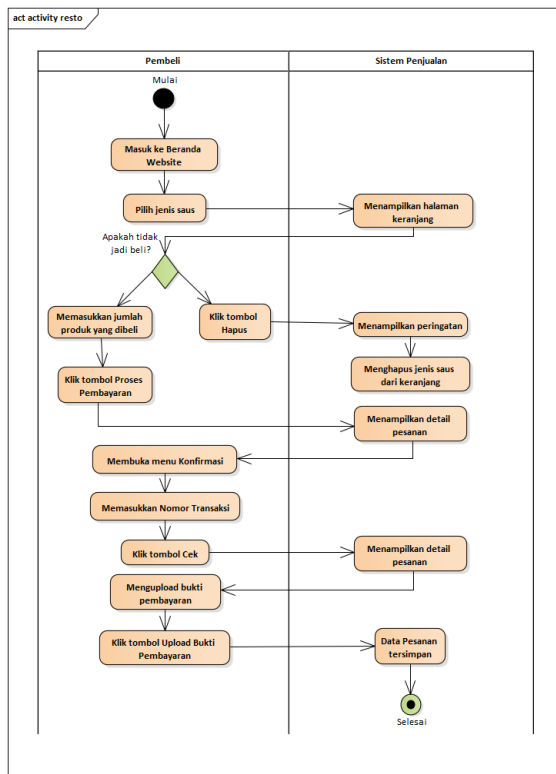 act activity resto
Pembeli
Sistem Penjualan
Mulai
Masuk ke Beranda
Website
Pilih jenis saus
Menampilkan halaman
keranjang
Apakah tidak
jadi beli?
Memasukkan jumlah
produk yang dibeli
Klik tombol
Hapus
Menampilkan peringatan
Klik tombol Proses
Pembayaran
Menghapus jenis saus
dari keranjang
Menampilkan detail
pesanan
Membuka menu Konfirmasi
Memasukkan Nomor Transaksi
Klik tombol Cek
Menampilkan detail
pesanan
Mengupload bukti
pembayaran
Klik tombol Upload Bukti
Pembayaran
Data Pesanan
tersimpan
Selesai